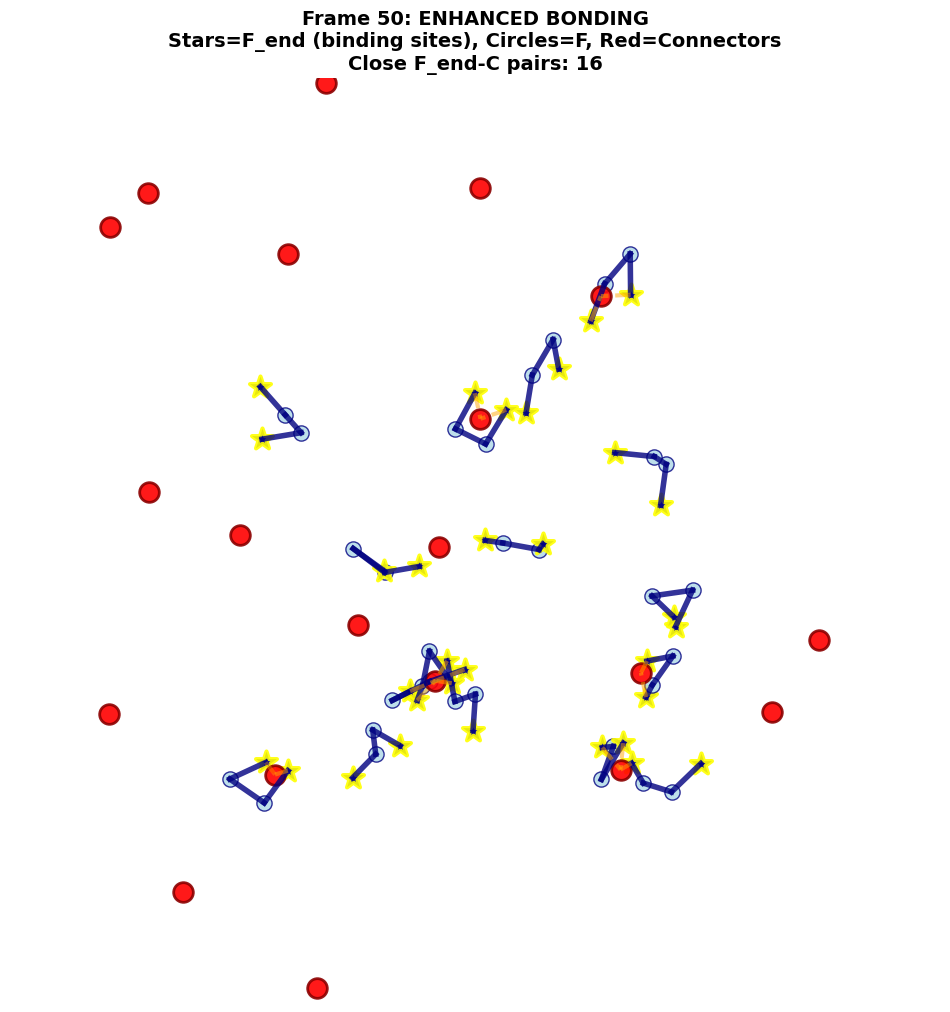 Frame 50: ENHANCED BONDING
Stars=F_end (binding sites), Circles=F, Red=Connectors
Close F_end-C pairs: 16